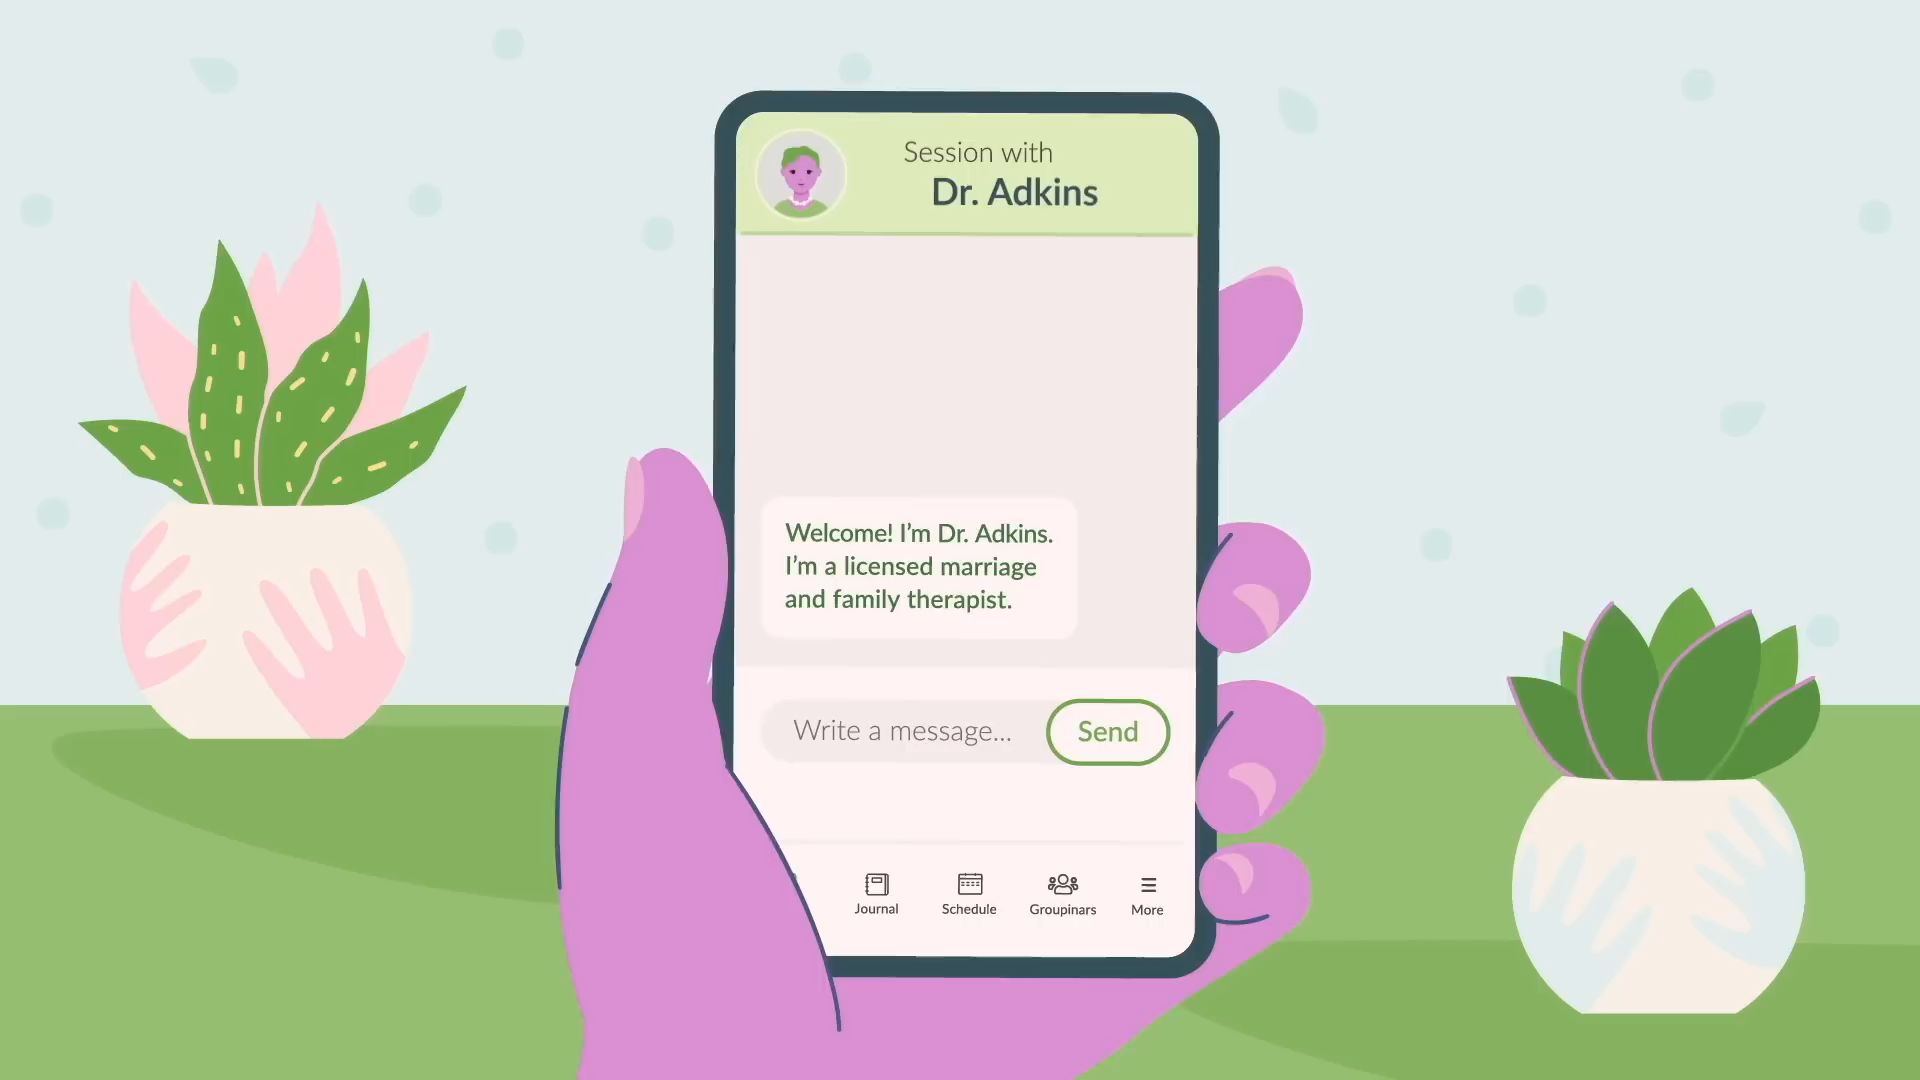 Session with
Dr. Adkins
Welcome! I’m Dr. Adkins.
I’m a licensed marriage
and family therapist.
Write a message...
Send
Journal
Schedule
Groupinars
More